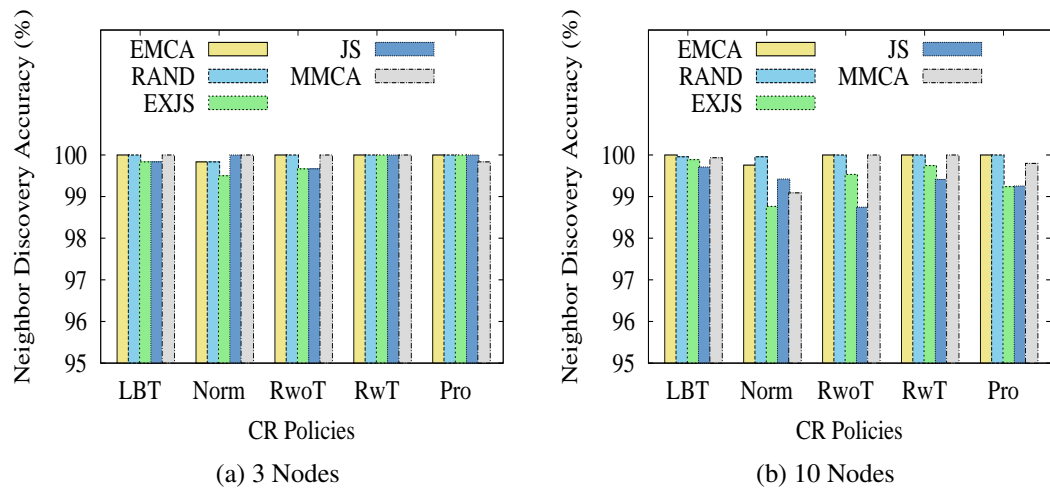 Neighbor Discovery Accuracy (%)
EMCA
RAND
EXJS
JS
MMCA
100
99
98
97
96
95
LBT Norm RwoT RwT Pro
CR Policies
(a) 3 Nodes
Neighbor Discovery Accuracy (%)
EMCA
RAND
EXJS
JS
MMCA
100
99
98
97
96
95
LBT Norm RwoT RwT Pro
CR Policies
(b) 10 Nodes